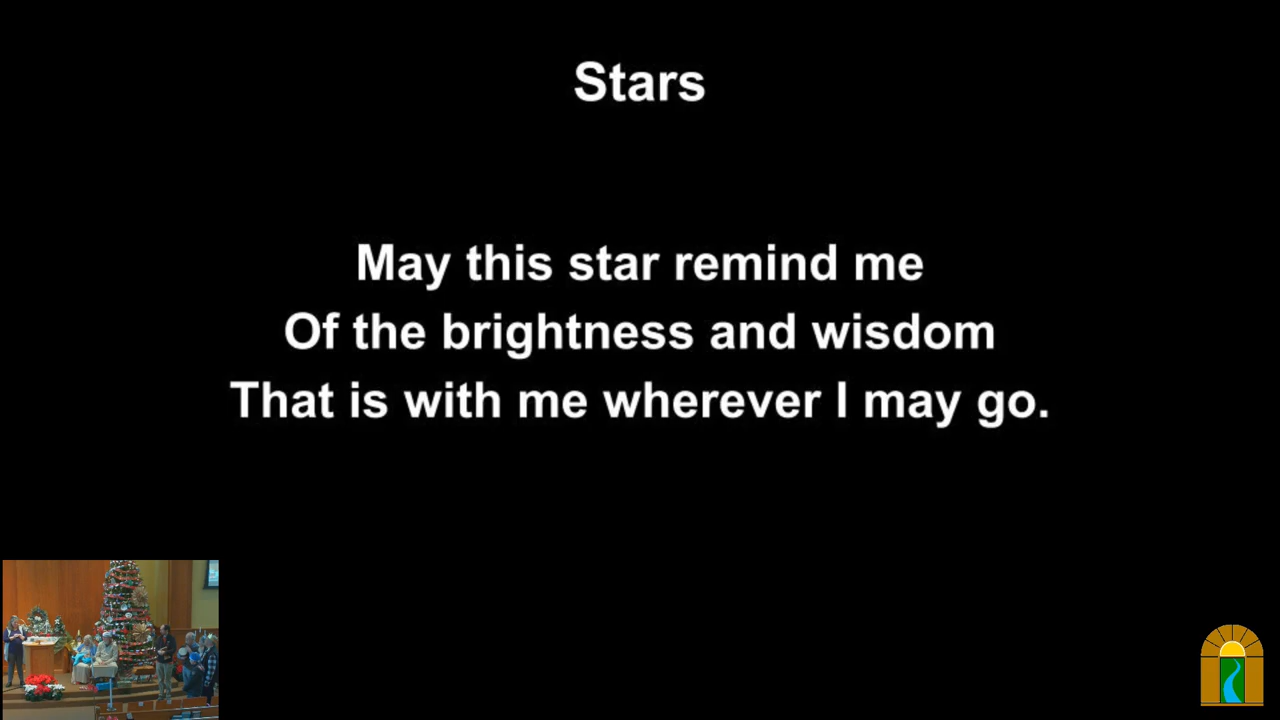 Stars
May this star remind me
Of the brightness and wisdom
That is with me wherever I may go.